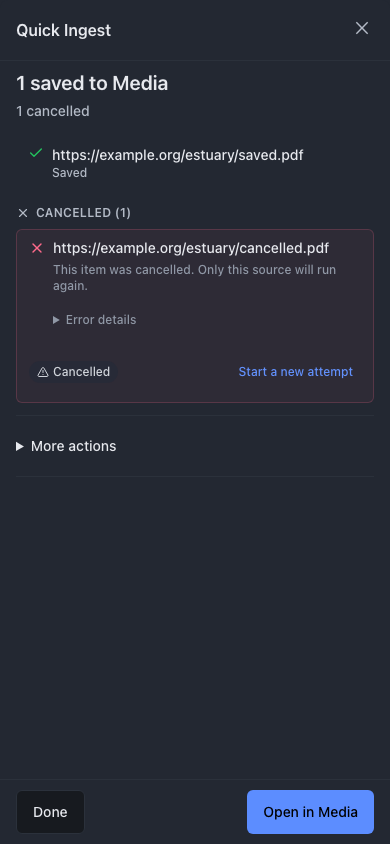 Quick Ingest
1 saved to Media
1 cancelled
https://example.org/estuary/saved.pdf
Saved
CANCELLED (1)
https://example.org/estuary/cancelled.pdf
This item was cancelled. Only this source will run
again.
Error details
Cancelled
Start a new attempt
More actions
Done
Open in Media